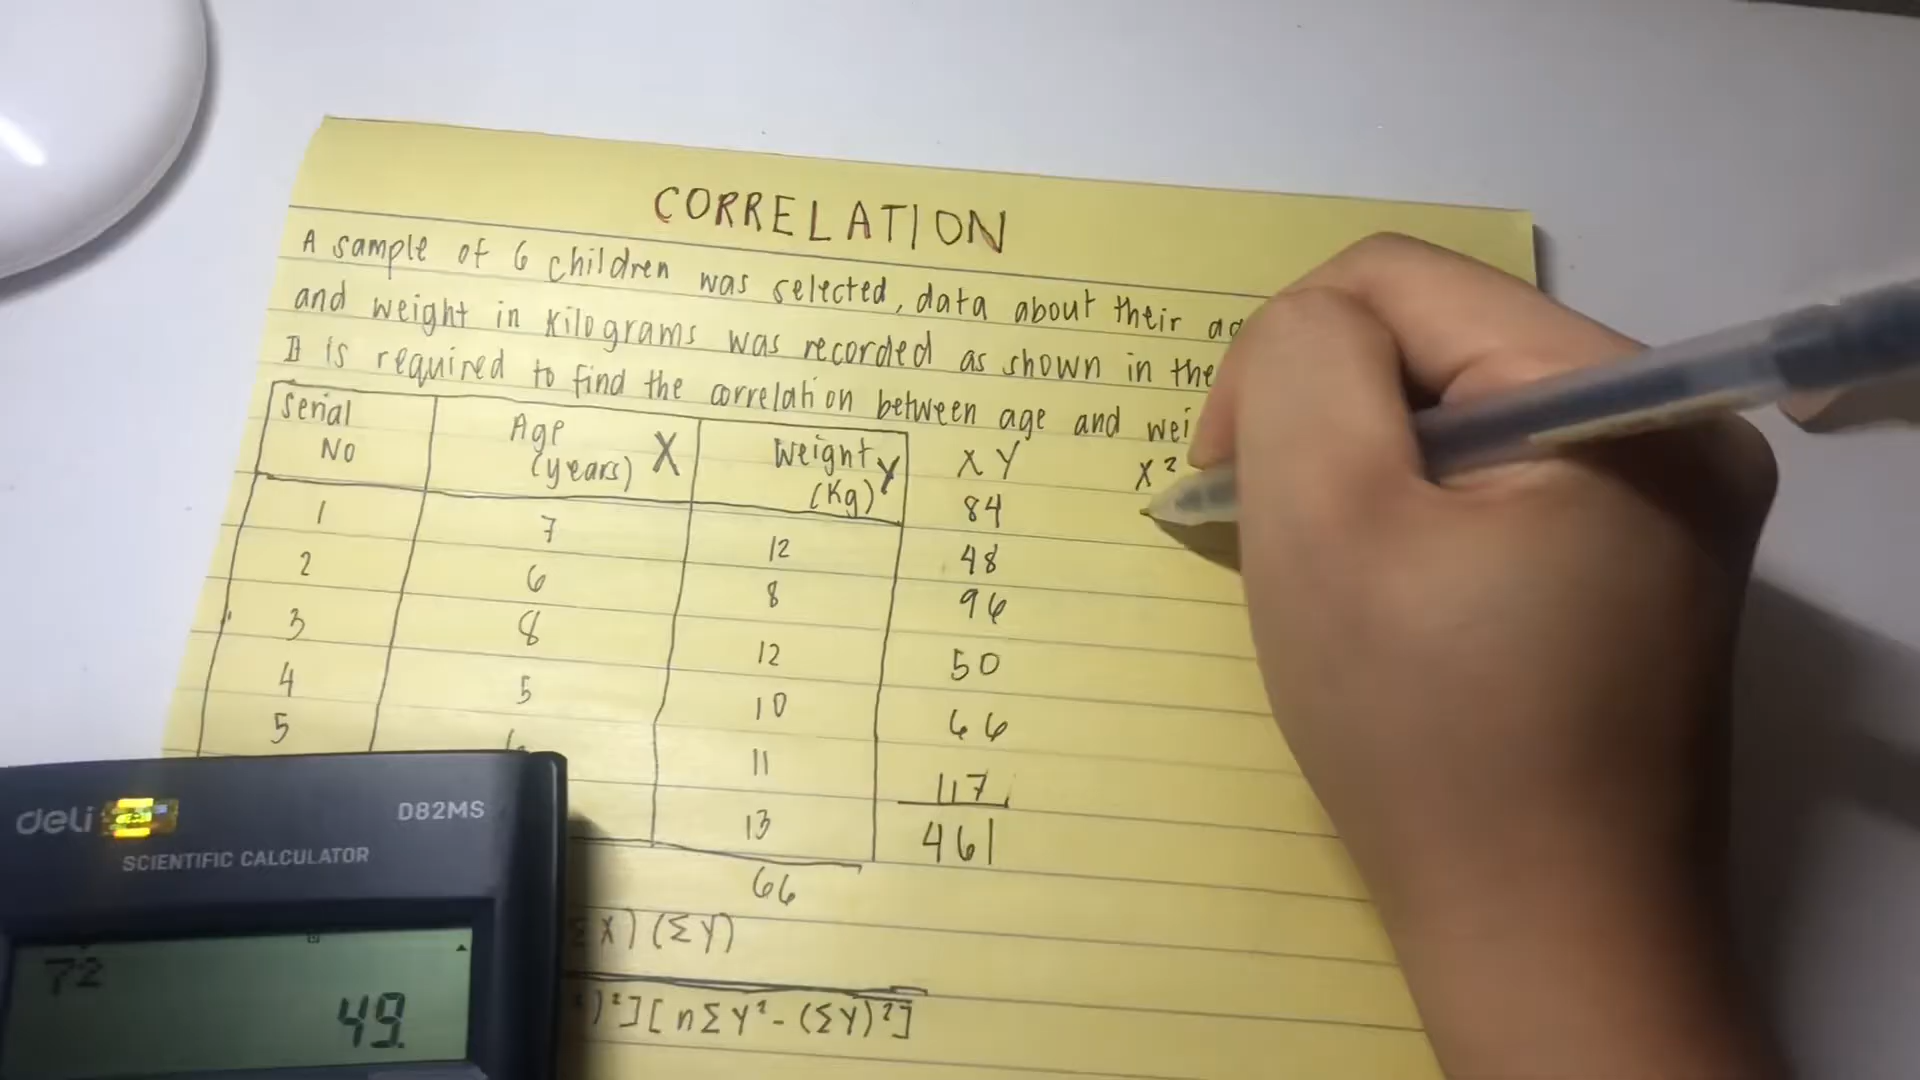 CORRELATION
A sample of 6 children was selected, data about their
and weight in kilograms was recorded as shown in the
It is required to find the correlation between age and
Serial No Age (years) X Weight (Kg) Y XY X²
1 7 12 84
2 6 8 48
3 8 12 96
4 5 10 50
5 11 66
13 117
66 461
X) (ΣY)
)²] [nΣY² - (ΣY)²]
deli D82MS
SCIENTIFIC CALCULATOR
7²
49.